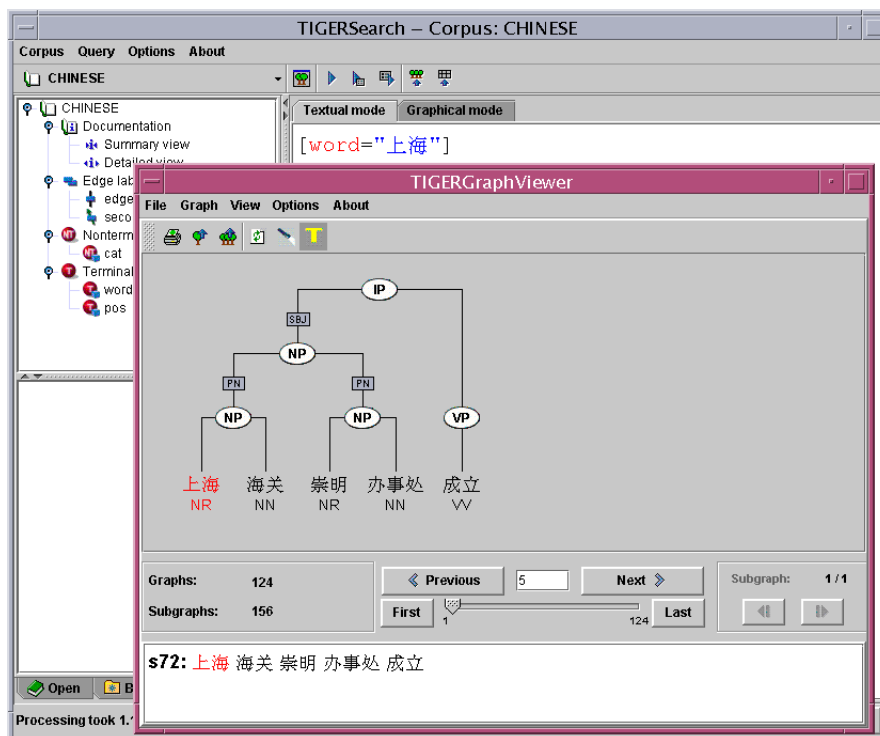 TIGERSearch – Corpus: CHINESE
Corpus Query Options About
CHINESE
CHINESE
Documentation
Summary view
Detailed view
Edge lab
edge
seco
Nonterm
cat
Terminal
word
pos
Textual mode Graphical mode
[word="上海"]
TIGERGraphViewer
File Graph View Options About
T
IP
SBJ
NP
PN PN
NP NP VP
上海 海关 崇明 办事处 成立
NR NN NR NN VV
Graphs: 124
Subgraphs: 156
Previous 5 Next
First 1 124 Last
Subgraph: 1 / 1
s72: 上海 海关 崇明 办事处 成立
Open B
Processing took 1.